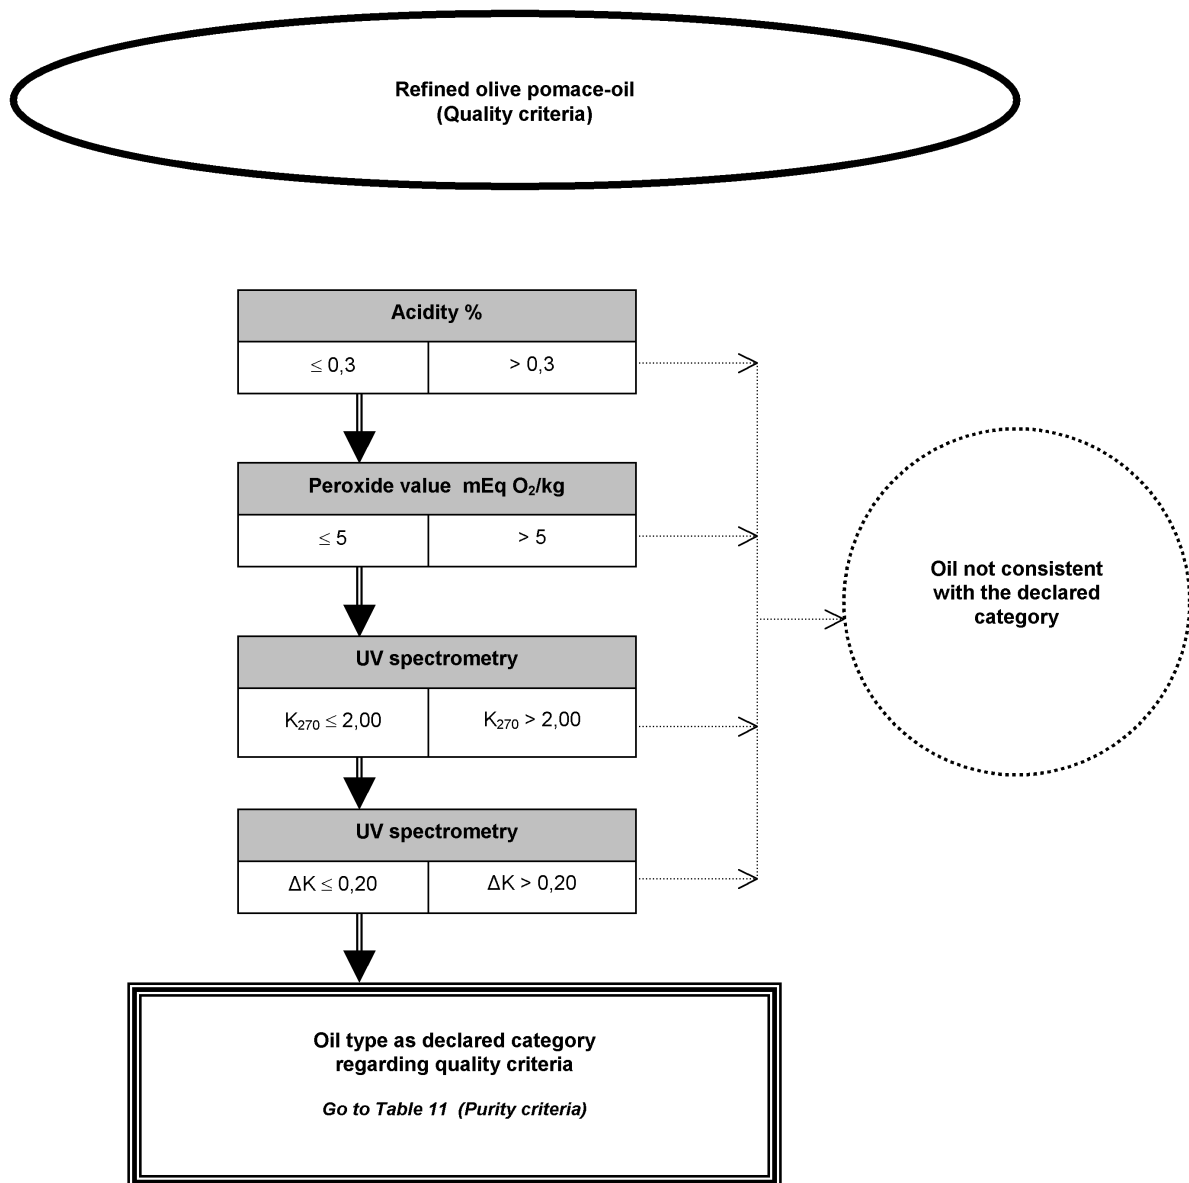 Refined olive pomace-oil
(Quality criteria)
Acidity %
≤ 0,3
> 0,3
Peroxide value mEq O₂/kg
≤ 5
> 5
UV spectrometry
K₂₇₀ ≤ 2,00
K₂₇₀ > 2,00
UV spectrometry
ΔK ≤ 0,20
ΔK > 0,20
Oil not consistent
with the declared
category
Oil type as declared category
regarding quality criteria
Go to Table 11 (Purity criteria)